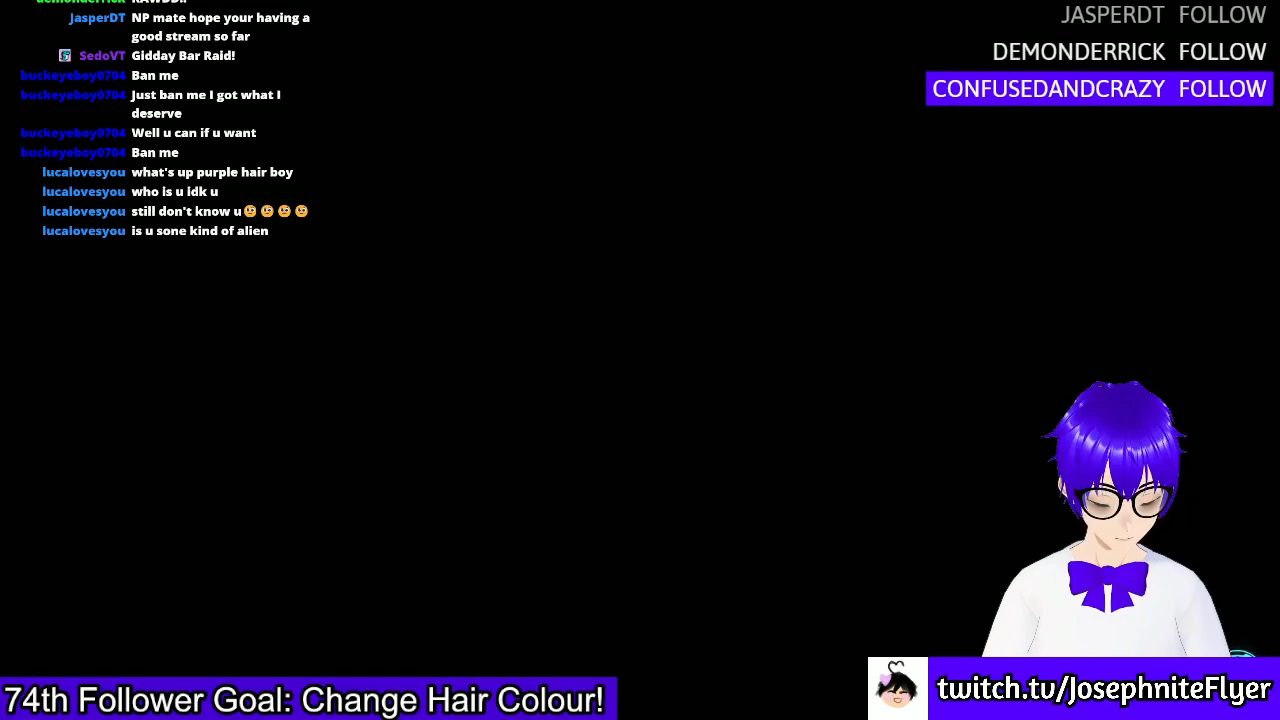 demonderrick RAWDD!!
JasperDT NP mate hope your having a
good stream so far
SedoVT Gidday Bar Raid!
buckeyeboy0704 Ban me
buckeyeboy0704 Just ban me I got what I
deserve
buckeyeboy0704 Well u can if u want
buckeyeboy0704 Ban me
lucalovesyou what's up purple hair boy
lucalovesyou who is u idk u
lucalovesyou still don't know u🤨 🤨 🤨 🤨
lucalovesyou is u sone kind of alien
JASPERDT FOLLOW
DEMONDERRICK FOLLOW
CONFUSEDANDCRAZY FOLLOW
74th Follower Goal: Change Hair Colour!
twitch.tv/JosephniteFlyer